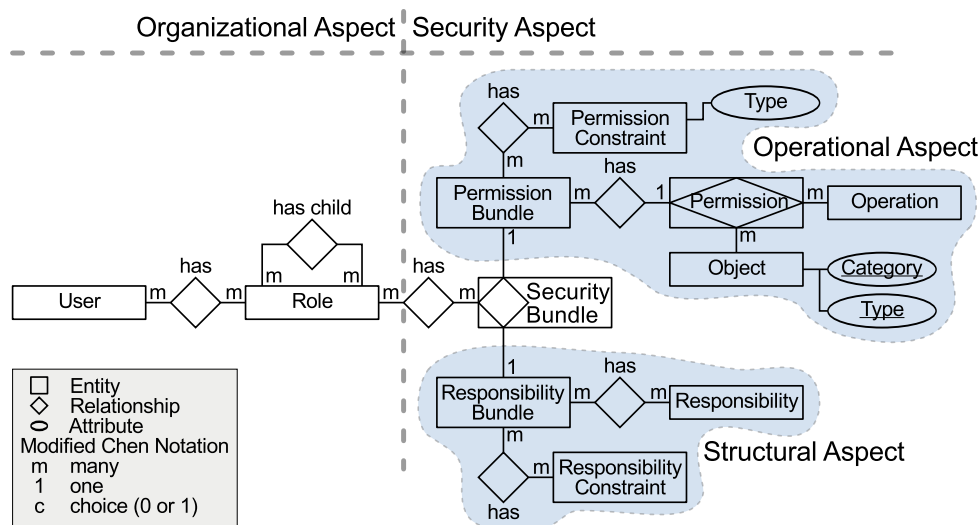 Organizational Aspect
Security Aspect
has
m
Permission
Constraint
Type
Operational Aspect
m
has
Permission
Bundle
m
1
Permission
m
Operation
1
m
has child
m
m
Object
Category
Type
has
has
User
m
m
Role
m
m
Security
Bundle
1
has
Responsibility
Bundle
m
m
Responsibility
m
Structural Aspect
m
Responsibility
Constraint
has
Entity
Relationship
Attribute
Modified Chen Notation
m many
1 one
c choice (0 or 1)